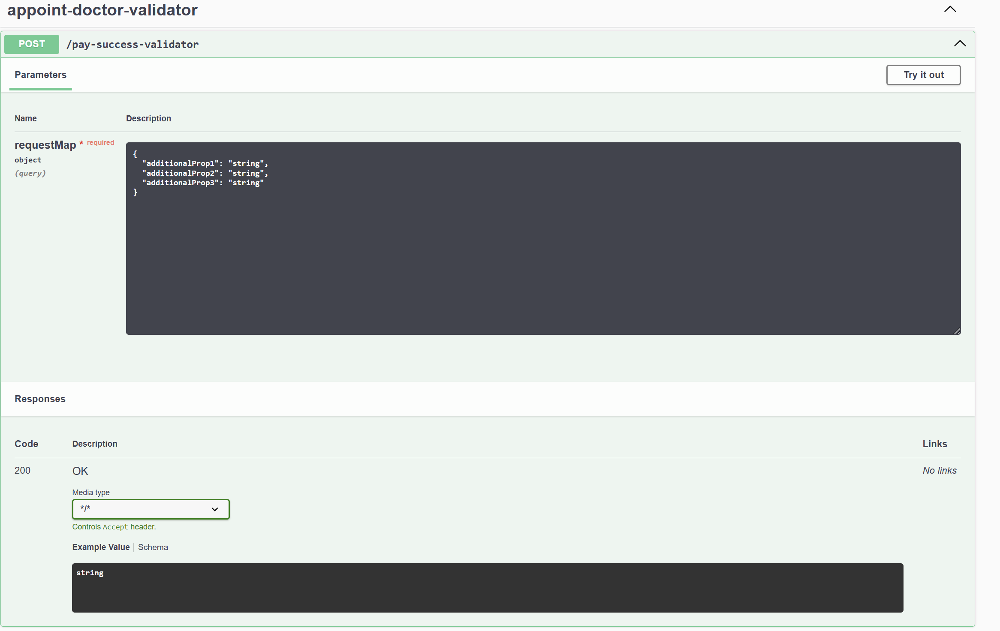 appoint-doctor-validator
POST /pay-success-validator
Parameters
Try it out
Name Description
requestMap * required
object
(query)
{
  "additionalProp1": "string",
  "additionalProp2": "string",
  "additionalProp3": "string"
}
Responses
Code Description Links
200 OK No links
Media type
*/*
Controls Accept header.
Example Value Schema
string